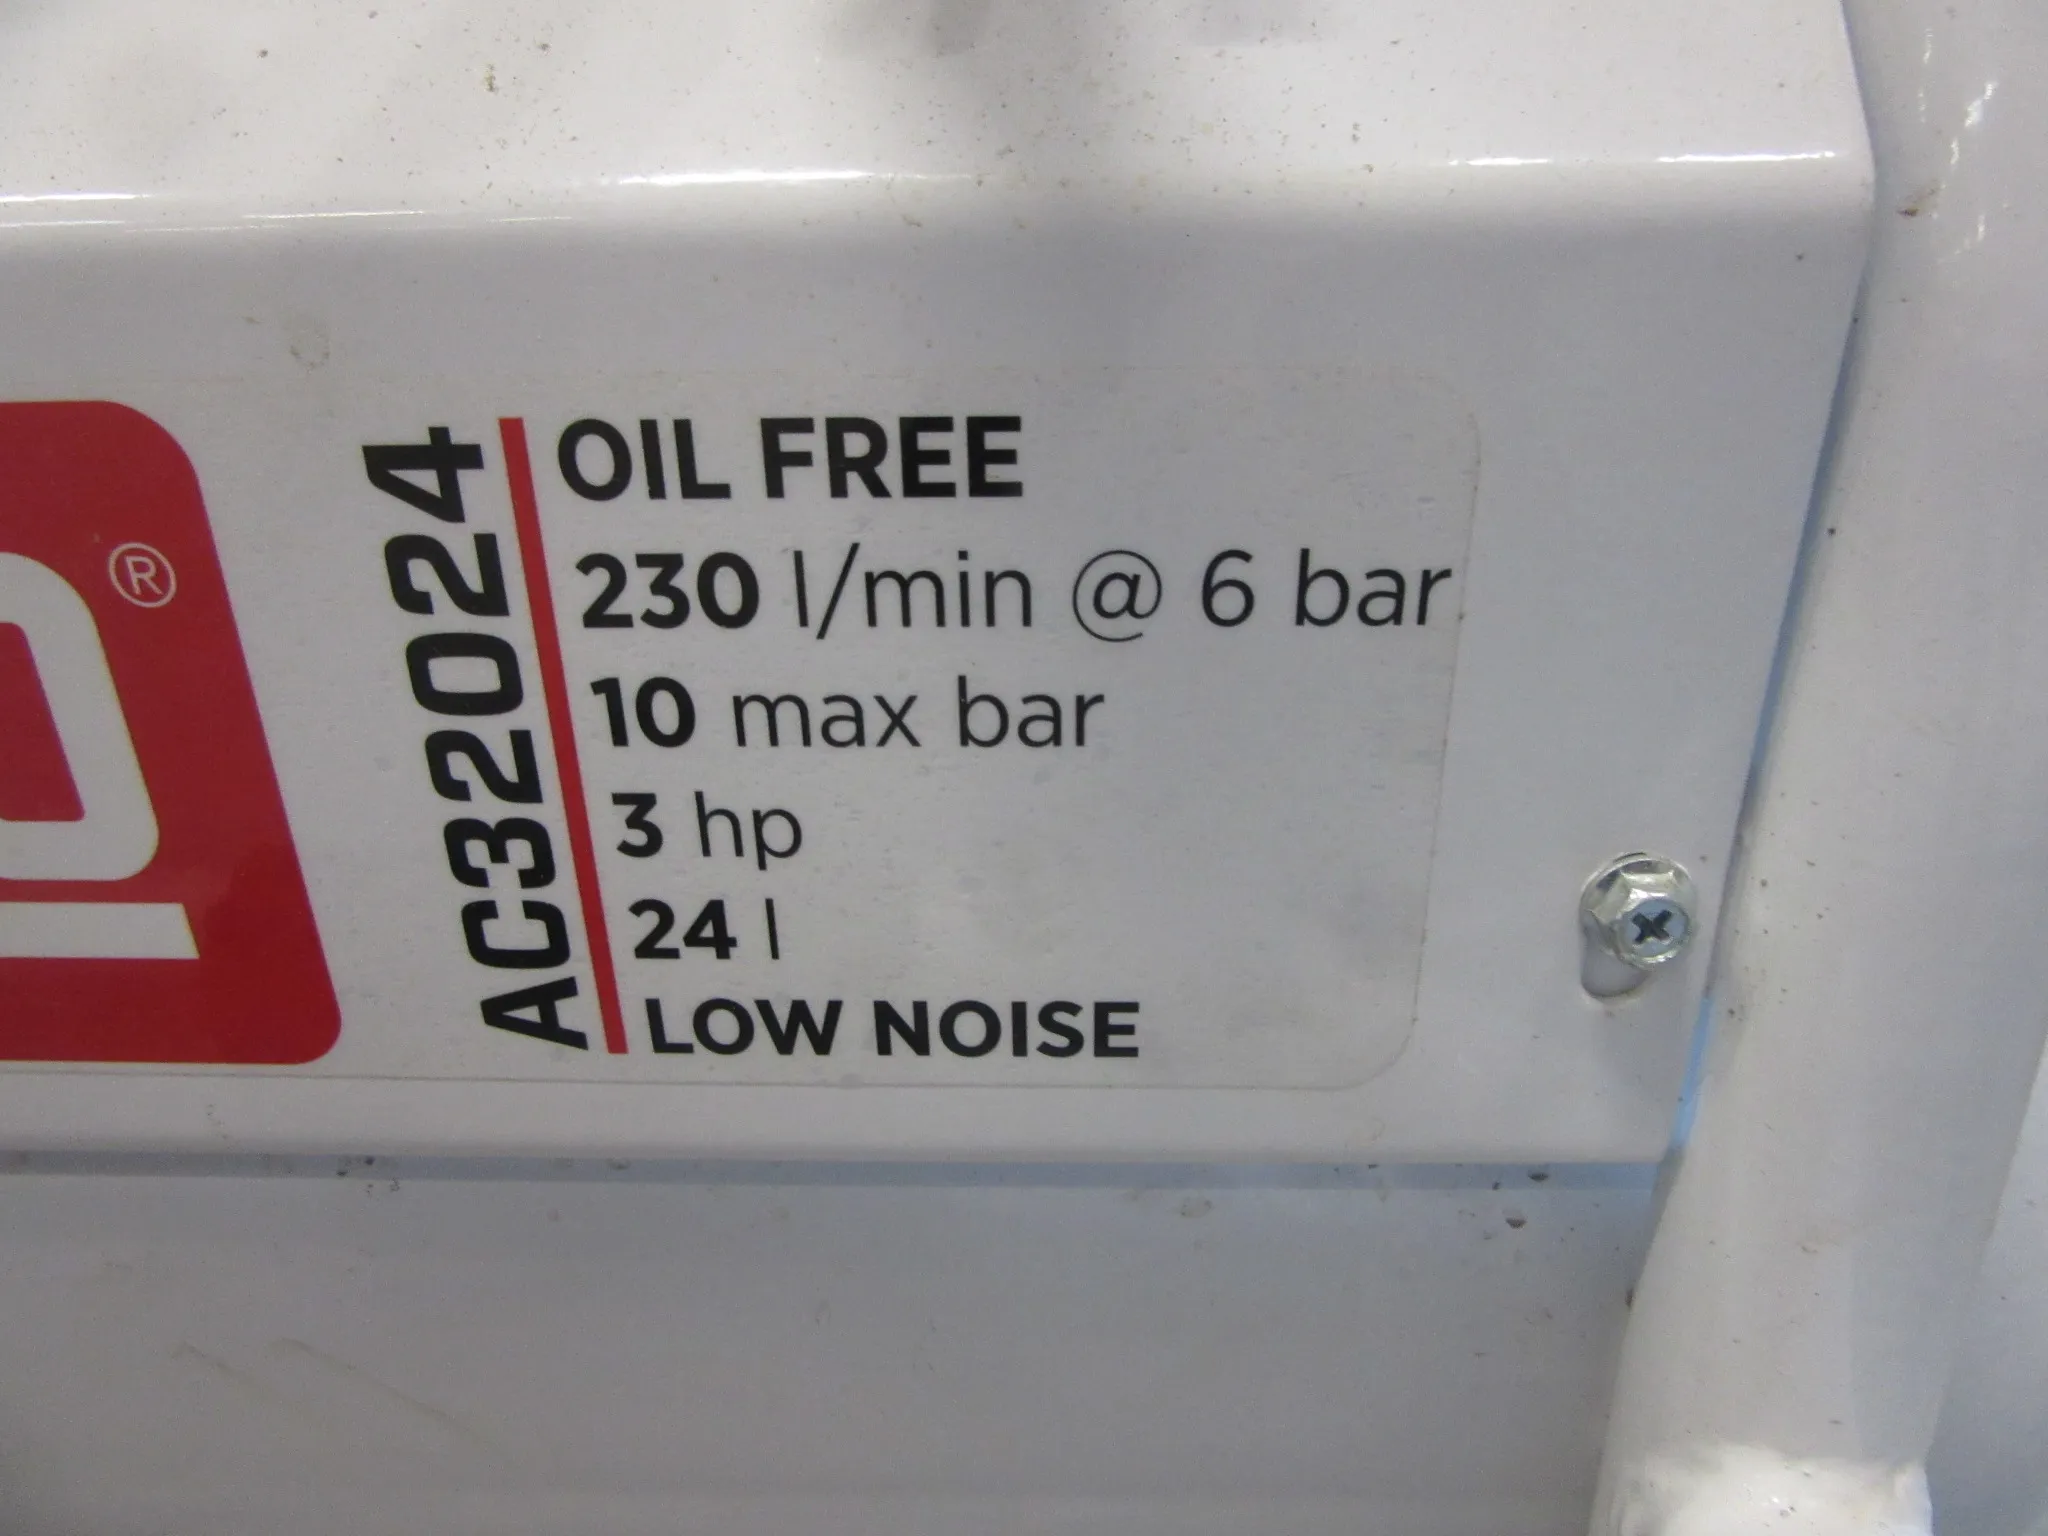 ®
AC32024
OIL FREE
230 l/min @ 6 bar
10 max bar
3 hp
24 l
LOW NOISE